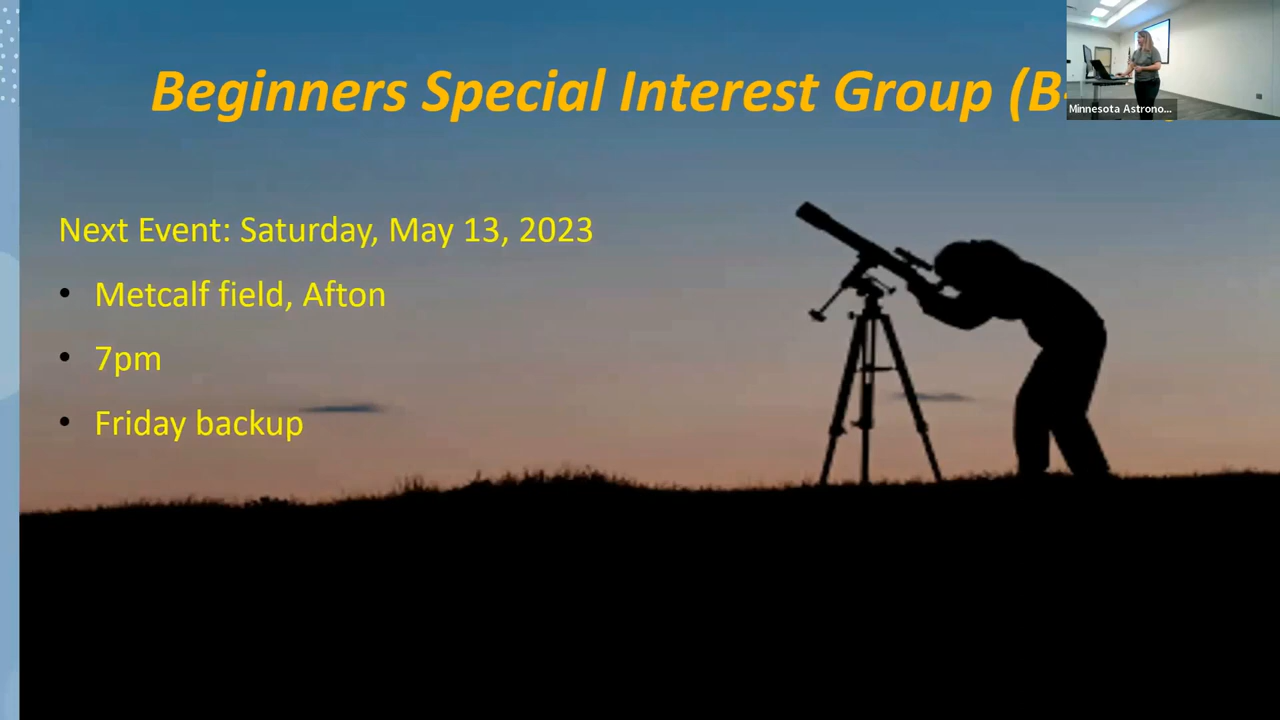 Beginners Special Interest Group (B
Minnesota Astrono...
Next Event: Saturday, May 13, 2023
• Metcalf field, Afton
• 7pm
• Friday backup